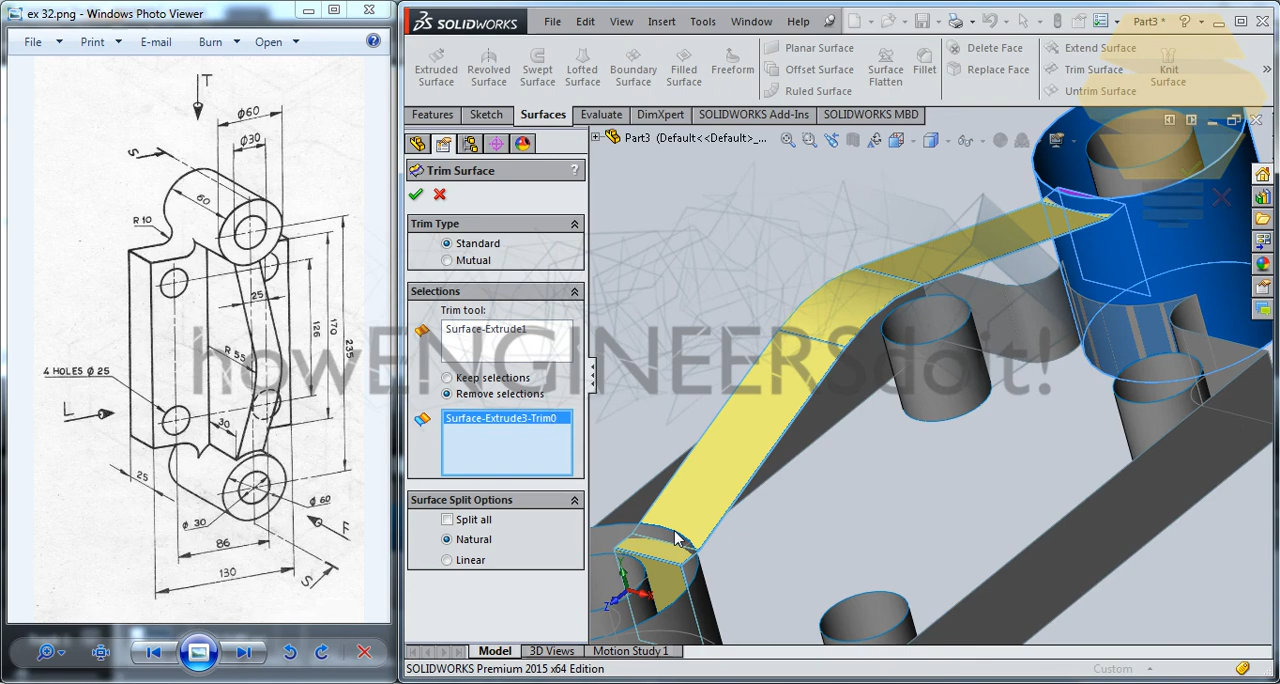 ex 32.png - Windows Photo Viewer
File Print E-mail Burn Open
T
φ60
φ30
S
60
R 10
25
126
170
235
R 55
4 HOLES φ 25
L
30
25
φ 60
φ 30
F
86
130
S
SOLIDWORKS
File Edit View Insert Tools Window Help
Part3 *
Extruded Surface
Revolved Surface
Swept Surface
Lofted Surface
Boundary Surface
Filled Surface
Freeform
Planar Surface
Offset Surface
Ruled Surface
Surface Flatten
Fillet
Delete Face
Replace Face
Extend Surface
Trim Surface
Untrim Surface
Knit Surface
Features Sketch Surfaces Evaluate DimXpert SOLIDWORKS Add-Ins SOLIDWORKS MBD
Part3 (Default<<Default>_...
Trim Surface ?
Trim Type
Standard
Mutual
Selections
Trim tool:
Surface-Extrude1
Keep selections
Remove selections
Surface-Extrude3-Trim0
Surface Split Options
Split all
Natural
Linear
howENGINEERSdoit!
Z
Model 3D Views Motion Study 1
SOLIDWORKS Premium 2015 x64 Edition
Custom